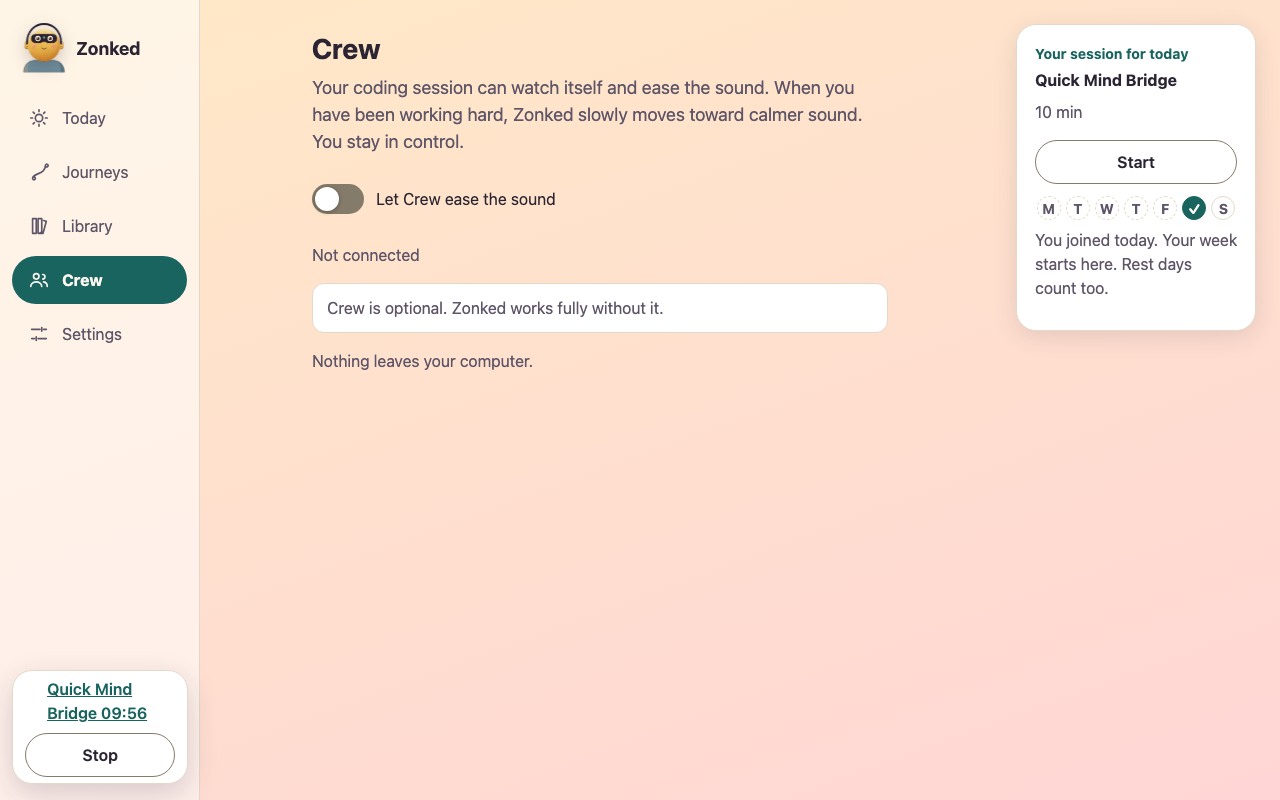 Zonked
Today
Journeys
Library
Crew
Settings
Quick Mind
Bridge 09:56
Stop
Crew
Your coding session can watch itself and ease the sound. When you
have been working hard, Zonked slowly moves toward calmer sound.
You stay in control.
Let Crew ease the sound
Not connected
Crew is optional. Zonked works fully without it.
Nothing leaves your computer.
Your session for today
Quick Mind Bridge
10 min
Start
M T W T F S
You joined today. Your week
starts here. Rest days
count too.